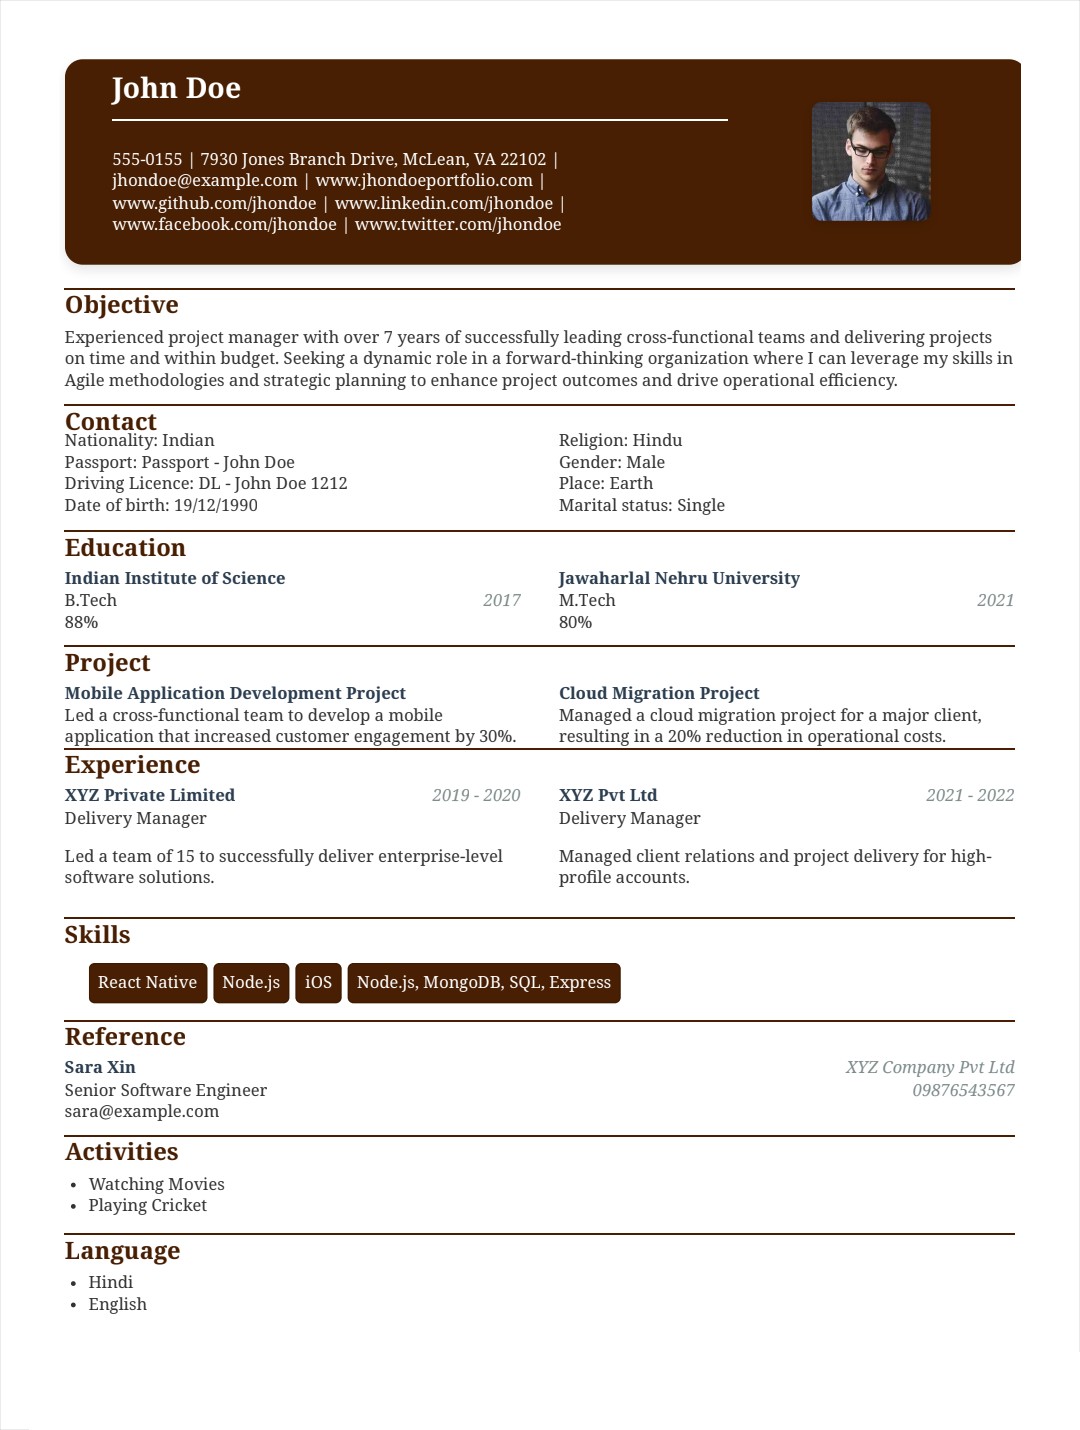 John Doe
555-0155 | 7930 Jones Branch Drive, McLean, VA 22102 |
jhondoe@example.com | www.jhondoeportfolio.com |
www.github.com/jhondoe | www.linkedin.com/jhondoe |
www.facebook.com/jhondoe | www.twitter.com/jhondoe
Objective
Experienced project manager with over 7 years of successfully leading cross-functional teams and delivering projects
on time and within budget. Seeking a dynamic role in a forward-thinking organization where I can leverage my skills in
Agile methodologies and strategic planning to enhance project outcomes and drive operational efficiency.
Contact
Nationality: Indian
Passport: Passport - John Doe
Driving Licence: DL - John Doe 1212
Date of birth: 19/12/1990
Religion: Hindu
Gender: Male
Place: Earth
Marital status: Single
Education
Indian Institute of Science
B.Tech 2017
88%
Jawaharlal Nehru University
M.Tech 2021
80%
Project
Mobile Application Development Project
Led a cross-functional team to develop a mobile
application that increased customer engagement by 30%.
Cloud Migration Project
Managed a cloud migration project for a major client,
resulting in a 20% reduction in operational costs.
Experience
XYZ Private Limited 2019 - 2020
Delivery Manager
Led a team of 15 to successfully deliver enterprise-level
software solutions.
XYZ Pvt Ltd 2021 - 2022
Delivery Manager
Managed client relations and project delivery for high-
profile accounts.
Skills
React Native Node.js iOS Node.js, MongoDB, SQL, Express
Reference
Sara Xin XYZ Company Pvt Ltd
Senior Software Engineer 09876543567
sara@example.com
Activities
• Watching Movies
• Playing Cricket
Language
• Hindi
• English